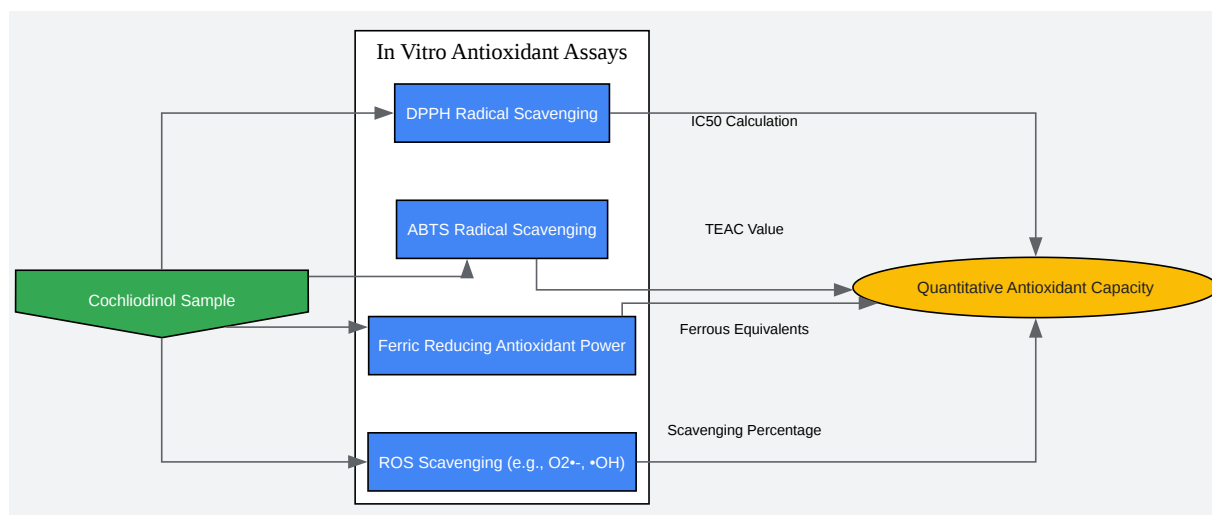 In Vitro Antioxidant Assays
DPPH Radical Scavenging
IC50 Calculation
ABTS Radical Scavenging
TEAC Value
Cochliodinol Sample
Quantitative Antioxidant Capacity
Ferrous Equivalents
Ferric Reducing Antioxidant Power
Scavenging Percentage
ROS Scavenging (e.g., O2•-, •OH)